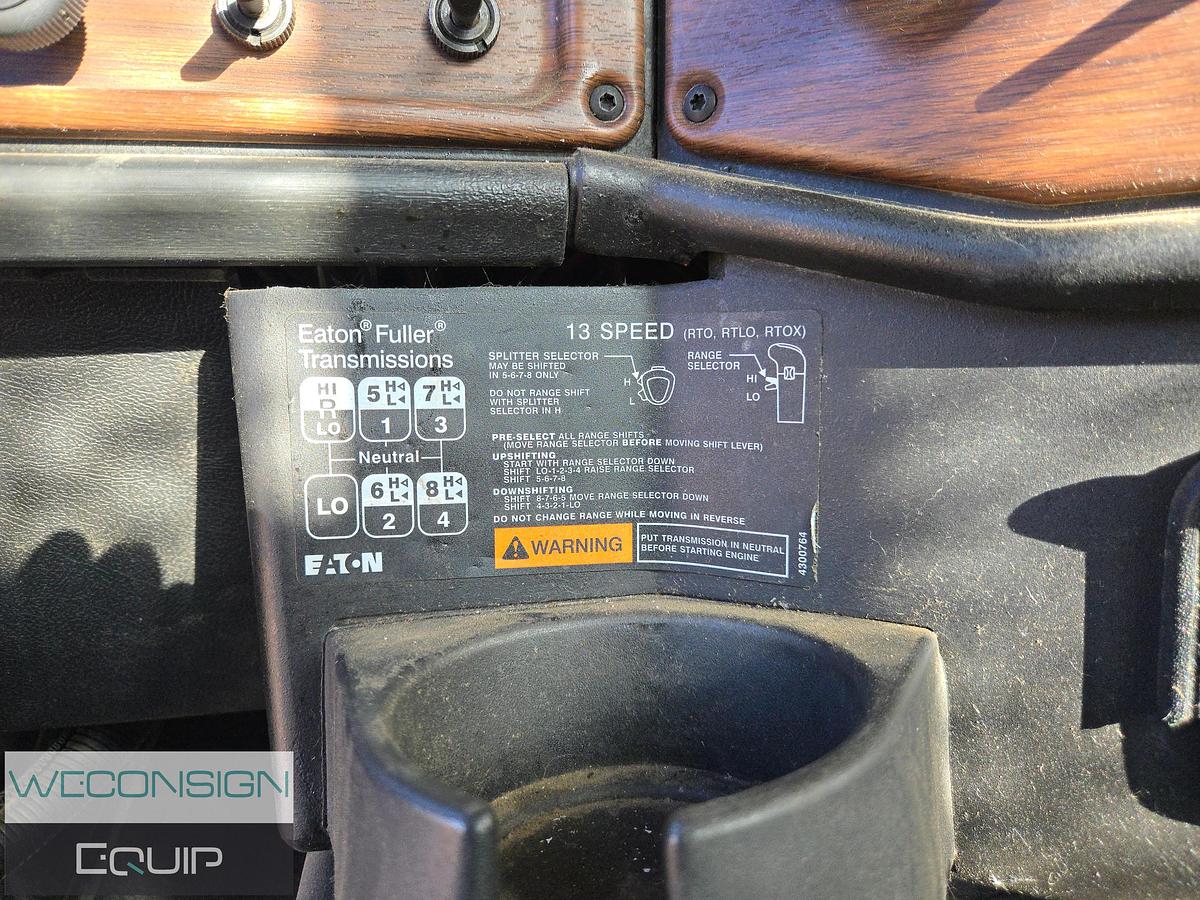 Eaton® Fuller®
Transmissions
13 SPEED (RTO, RTLO, RTOX)
SPLITTER SELECTOR
MAY BE SHIFTED
IN 5-6-7-8 ONLY
H
L
DO NOT RANGE SHIFT
WITH SPLITTER
SELECTOR IN H
RANGE
SELECTOR
HI
LO
HI
R
LO
5 H
L
1
7 H
L
3
Neutral
LO
6 H
L
2
8 H
L
4
PRE-SELECT ALL RANGE SHIFTS
(MOVE RANGE SELECTOR BEFORE MOVING SHIFT LEVER)
UPSHIFTING
START WITH RANGE SELECTOR DOWN
SHIFT LO-1-2-3-4 RAISE RANGE SELECTOR
SHIFT 5-6-7-8
DOWNSHIFTING
SHIFT 8-7-6-5 MOVE RANGE SELECTOR DOWN
SHIFT 4-3-2-1-LO
DO NOT CHANGE RANGE WHILE MOVING IN REVERSE
WARNING
PUT TRANSMISSION IN NEUTRAL
BEFORE STARTING ENGINE
4300764
EATON
WECONSIGN
EQUIP